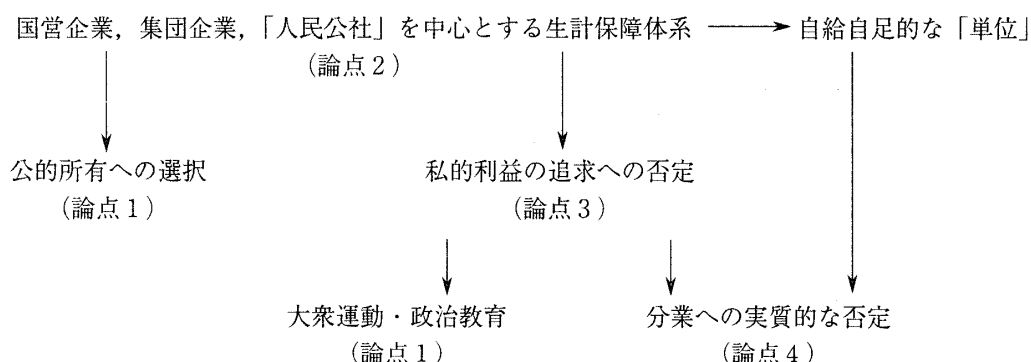 国営企業，集団企業，「人民公社」を中心とする生計保障体系 自給自足的な「単位」
（論点2）
公的所有への選択 私的利益の追求への否定
（論点1） （論点3）
大衆運動・政治教育 分業への実質的な否定
（論点1） （論点4）